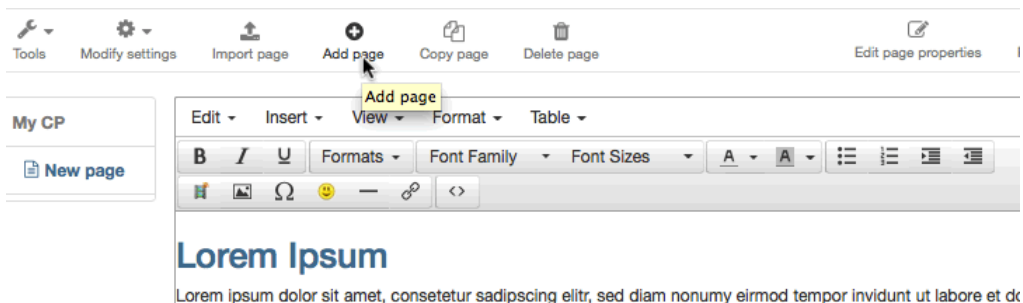 Tools Modify settings Import page Add page Copy page Delete page Edit page properties
Add page
My CP
Edit Insert View Format Table
New page
B I U Formats Font Family Font Sizes A A
Ω
Lorem Ipsum
Lorem ipsum dolor sit amet, consetetur sadipscing elitr, sed diam nonumy eirmod tempor invidunt ut labore et do